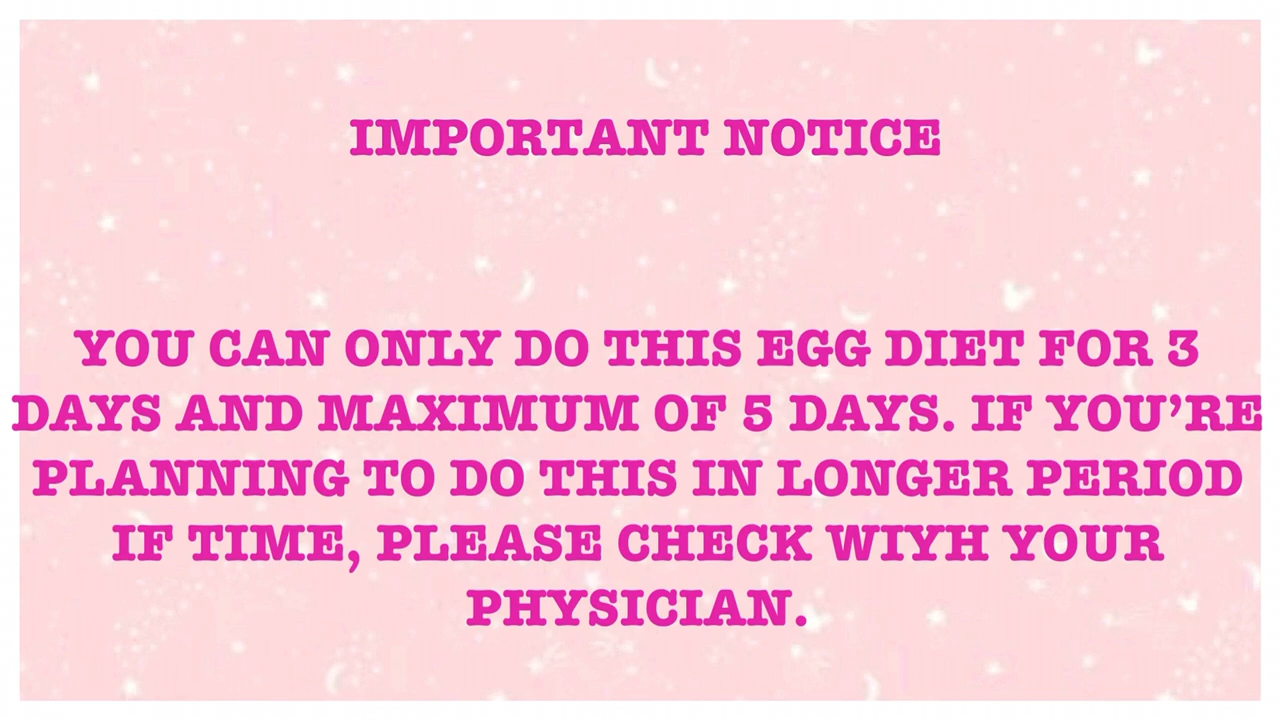 IMPORTANT NOTICE
YOU CAN ONLY DO THIS EGG DIET FOR 3
DAYS AND MAXIMUM OF 5 DAYS. IF YOU’RE
PLANNING TO DO THIS IN LONGER PERIOD
IF TIME, PLEASE CHECK WIYH YOUR
PHYSICIAN.